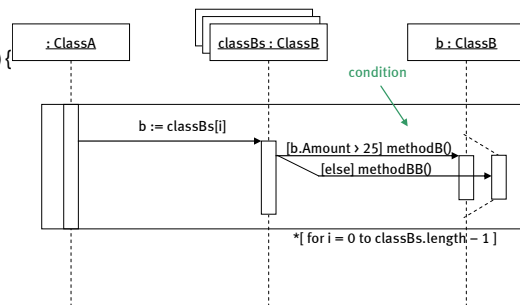 ) {
: ClassA
classBs : ClassB
b : ClassB
condition
b := classBs[i]
[b.Amount > 25] methodB()
[else] methodBB()
*[ for i = 0 to classBs.length – 1 ]